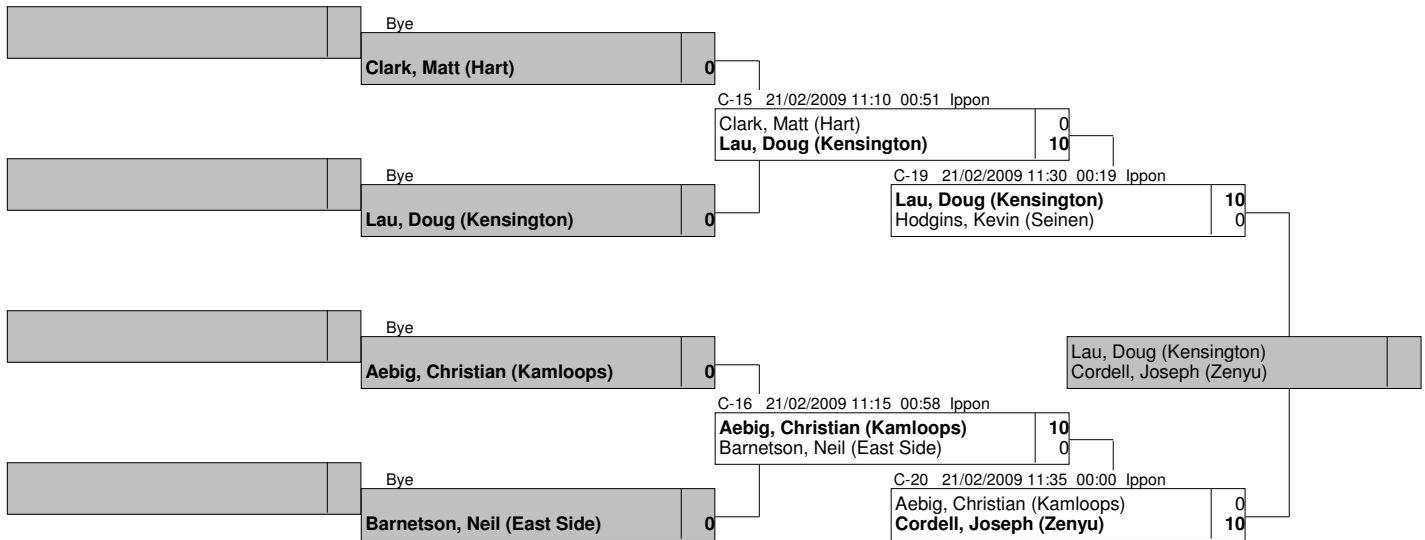 Bye
Clark, Matt (Hart) 0
C-15 21/02/2009 11:10 00:51 Ippon
Clark, Matt (Hart) 0
Lau, Doug (Kensington) 10
Bye
Lau, Doug (Kensington) 0
C-19 21/02/2009 11:30 00:19 Ippon
Lau, Doug (Kensington) 10
Hodgins, Kevin (Seinen) 0
Bye
Aebig, Christian (Kamloops) 0
Lau, Doug (Kensington)
Cordell, Joseph (Zenyu)
C-16 21/02/2009 11:15 00:58 Ippon
Aebig, Christian (Kamloops) 10
Barnetson, Neil (East Side) 0
Bye
Barnetson, Neil (East Side) 0
C-20 21/02/2009 11:35 00:00 Ippon
Aebig, Christian (Kamloops) 0
Cordell, Joseph (Zenyu) 10